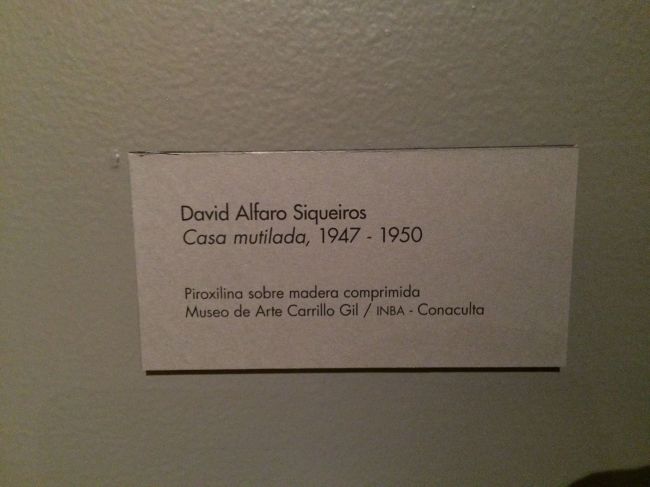 David Alfaro Siqueiros
Casa mutilada, 1947 - 1950
Piroxilina sobre madera comprimida
Museo de Arte Carrillo Gil / INBA - Conaculta